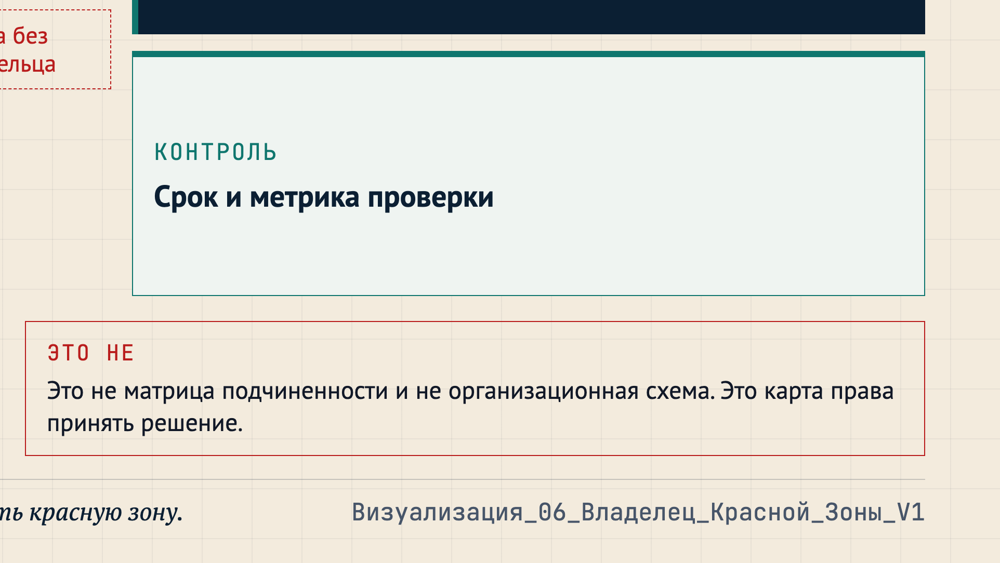 а без
ельца
КОНТРОЛЬ
Срок и метрика проверки
ЭТО НЕ
Это не матрица подчиненности и не организационная схема. Это карта права
принять решение.
ть красную зону.
Визуализация_06_Владелец_Красной_Зоны_V1